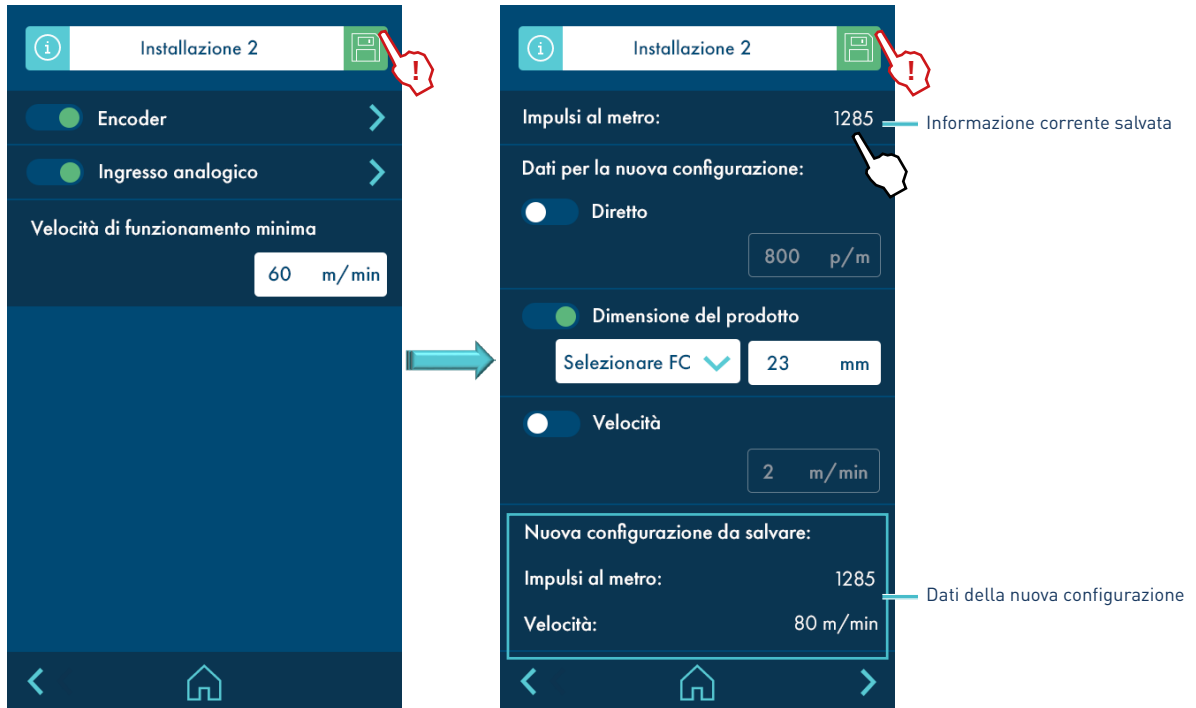 Installazione 2
!
Encoder
Ingresso analogico
Velocità di funzionamento minima
60 m/min
Installazione 2
!
Impulsi al metro: 1285
Informazione corrente salvata
Dati per la nuova configurazione:
Diretto
800 p/m
Dimensione del prodotto
Selezionare FC 23 mm
Velocità
2 m/min
Nuova configurazione da salvare:
Impulsi al metro: 1285
Dati della nuova configurazione
Velocità: 80 m/min